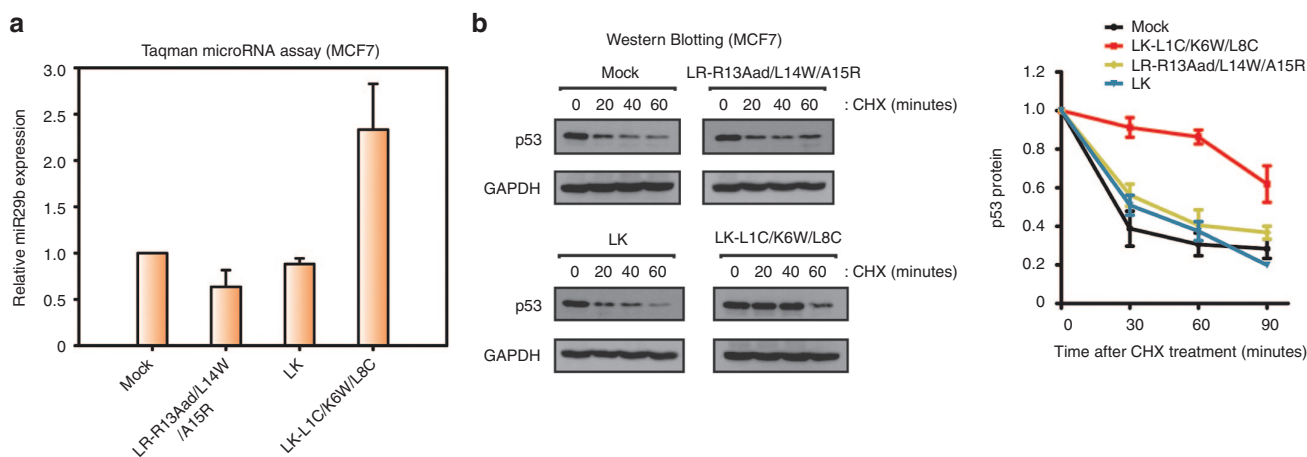 a
Taqman microRNA assay (MCF7)
Relative miR29b expression
3.0
2.5
2.0
1.5
1.0
0.5
0
Mock
LR-R13Aad/L14W
/A15R
LK
LK-L1C/K6W/L8C
b
Western Blotting (MCF7)
Mock LR-R13Aad/L14W/A15R
0 20 40 60 0 20 40 60 : CHX (minutes)
p53
GAPDH
LK LK-L1C/K6W/L8C
0 20 40 60 0 20 40 60 : CHX (minutes)
p53
GAPDH
Mock
LK-L1C/K6W/L8C
LR-R13Aad/L14W/A15R
LK
p53 protein
1.2
1.0
0.8
0.6
0.4
0.2
0
0 30 60 90
Time after CHX treatment (minutes)